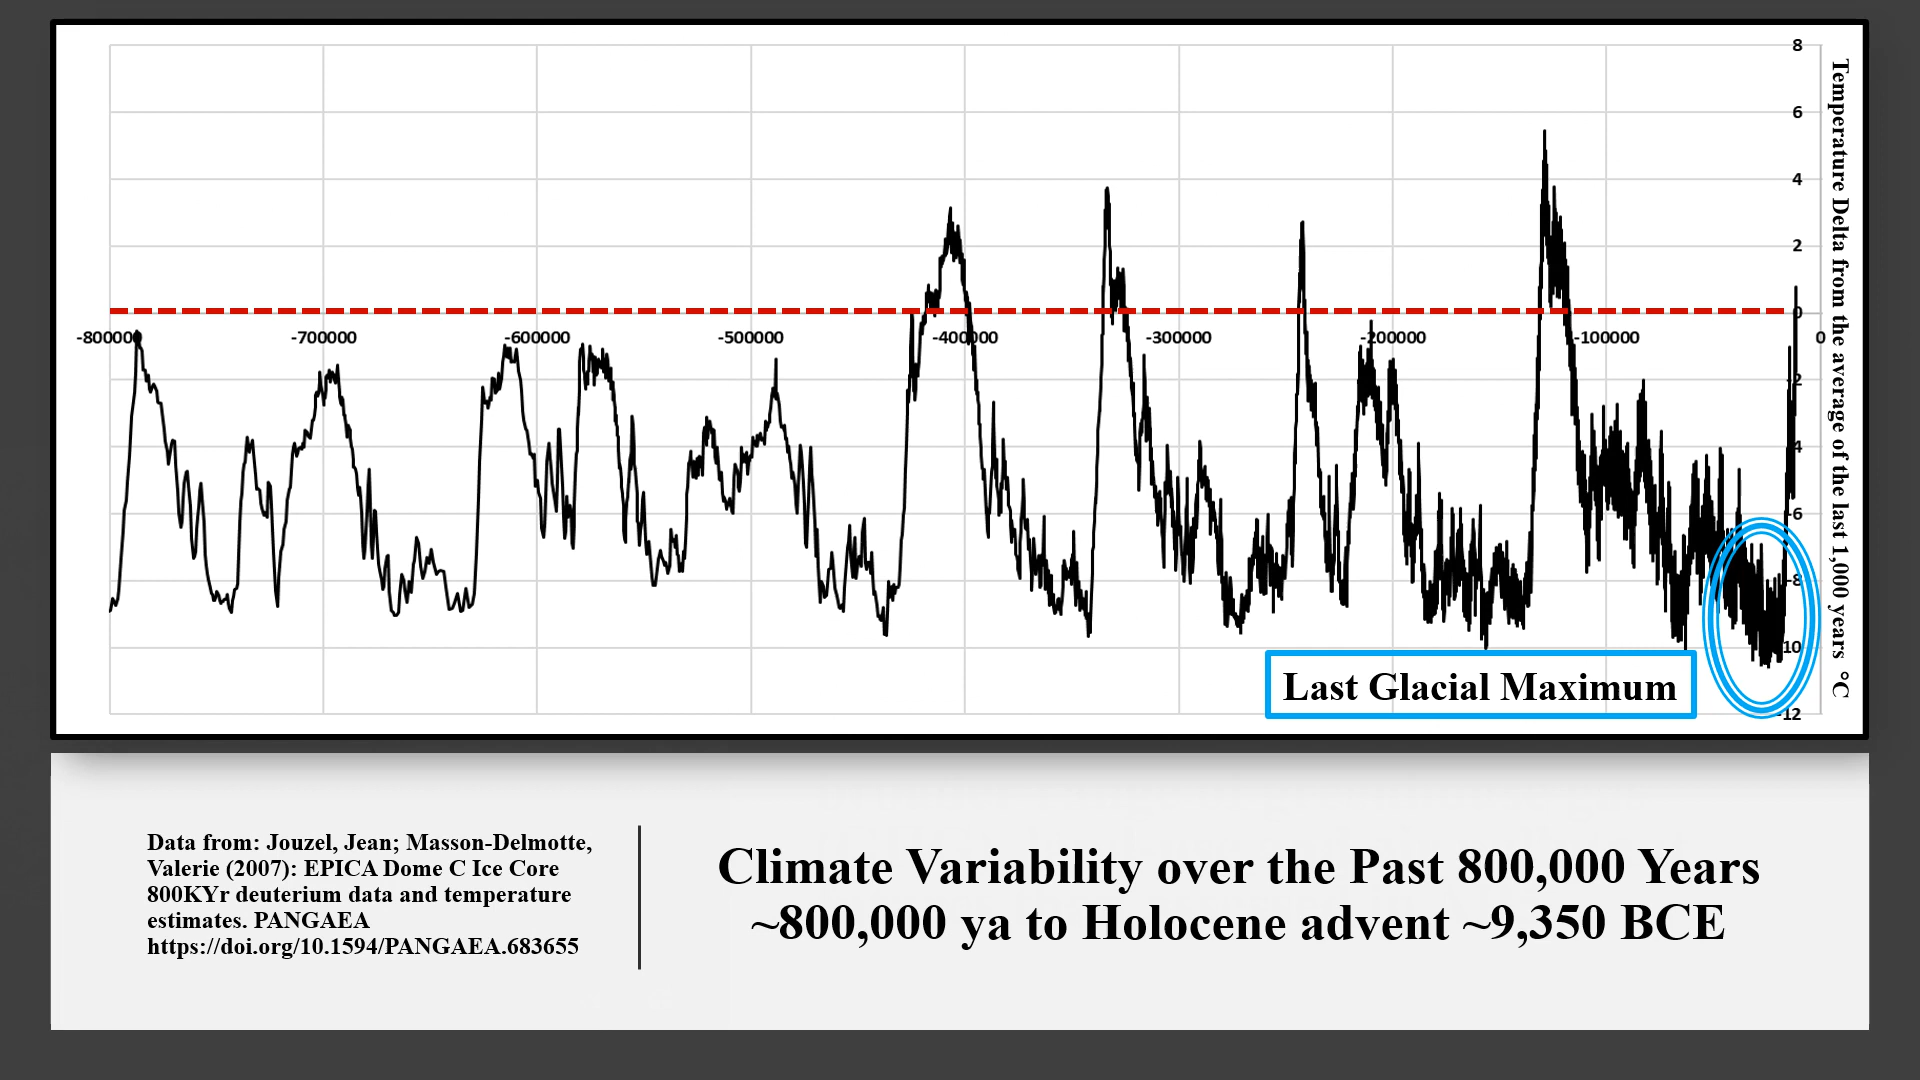 8
6
4
2
0
-2
-4
-6
-8
-10
-12
-800000 -700000 -600000 -500000 -400000 -300000 -200000 -100000 0
Temperature Delta from the average of the last 1,000 years °C
Last Glacial Maximum
Data from: Jouzel, Jean; Masson-Delmotte,
Valerie (2007): EPICA Dome C Ice Core
800KYr deuterium data and temperature
estimates. PANGAEA
https://doi.org/10.1594/PANGAEA.683655
Climate Variability over the Past 800,000 Years
~800,000 ya to Holocene advent ~9,350 BCE